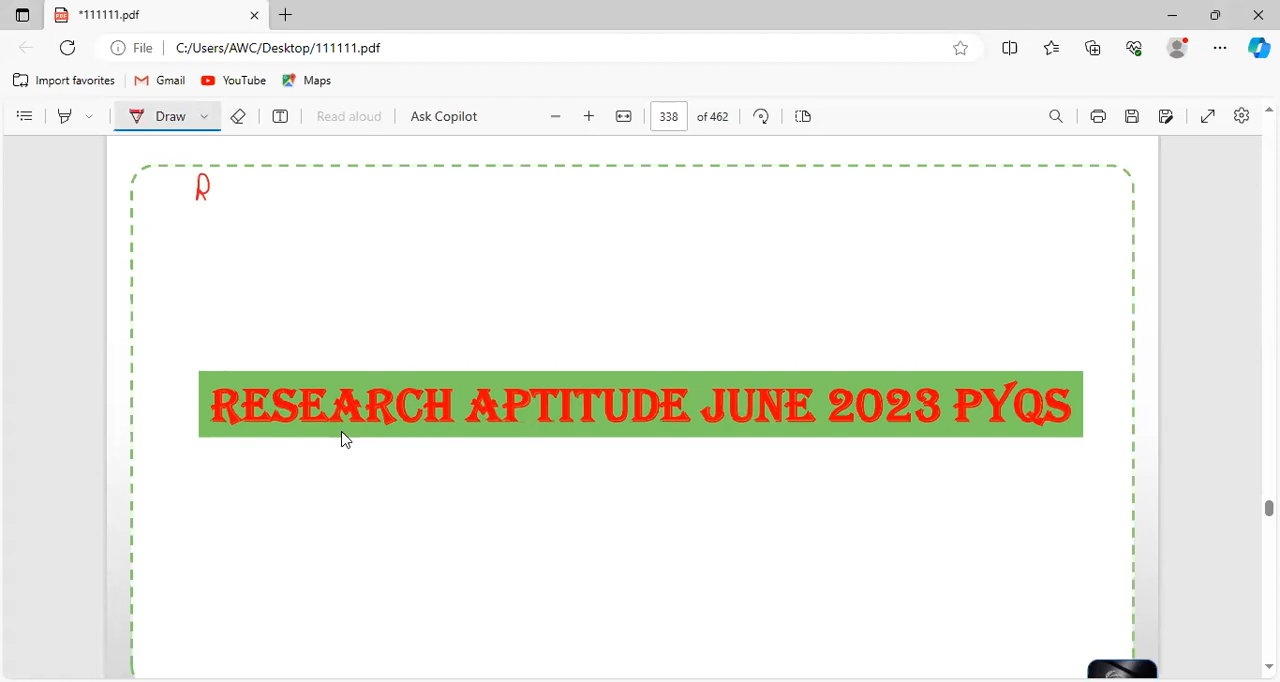 *111111.pdf
File C:/Users/AWC/Desktop/111111.pdf
Import favorites Gmail YouTube Maps
Draw Read aloud Ask Copilot 338 of 462
R
RESEARCH APTITUDE JUNE 2023 PYQS